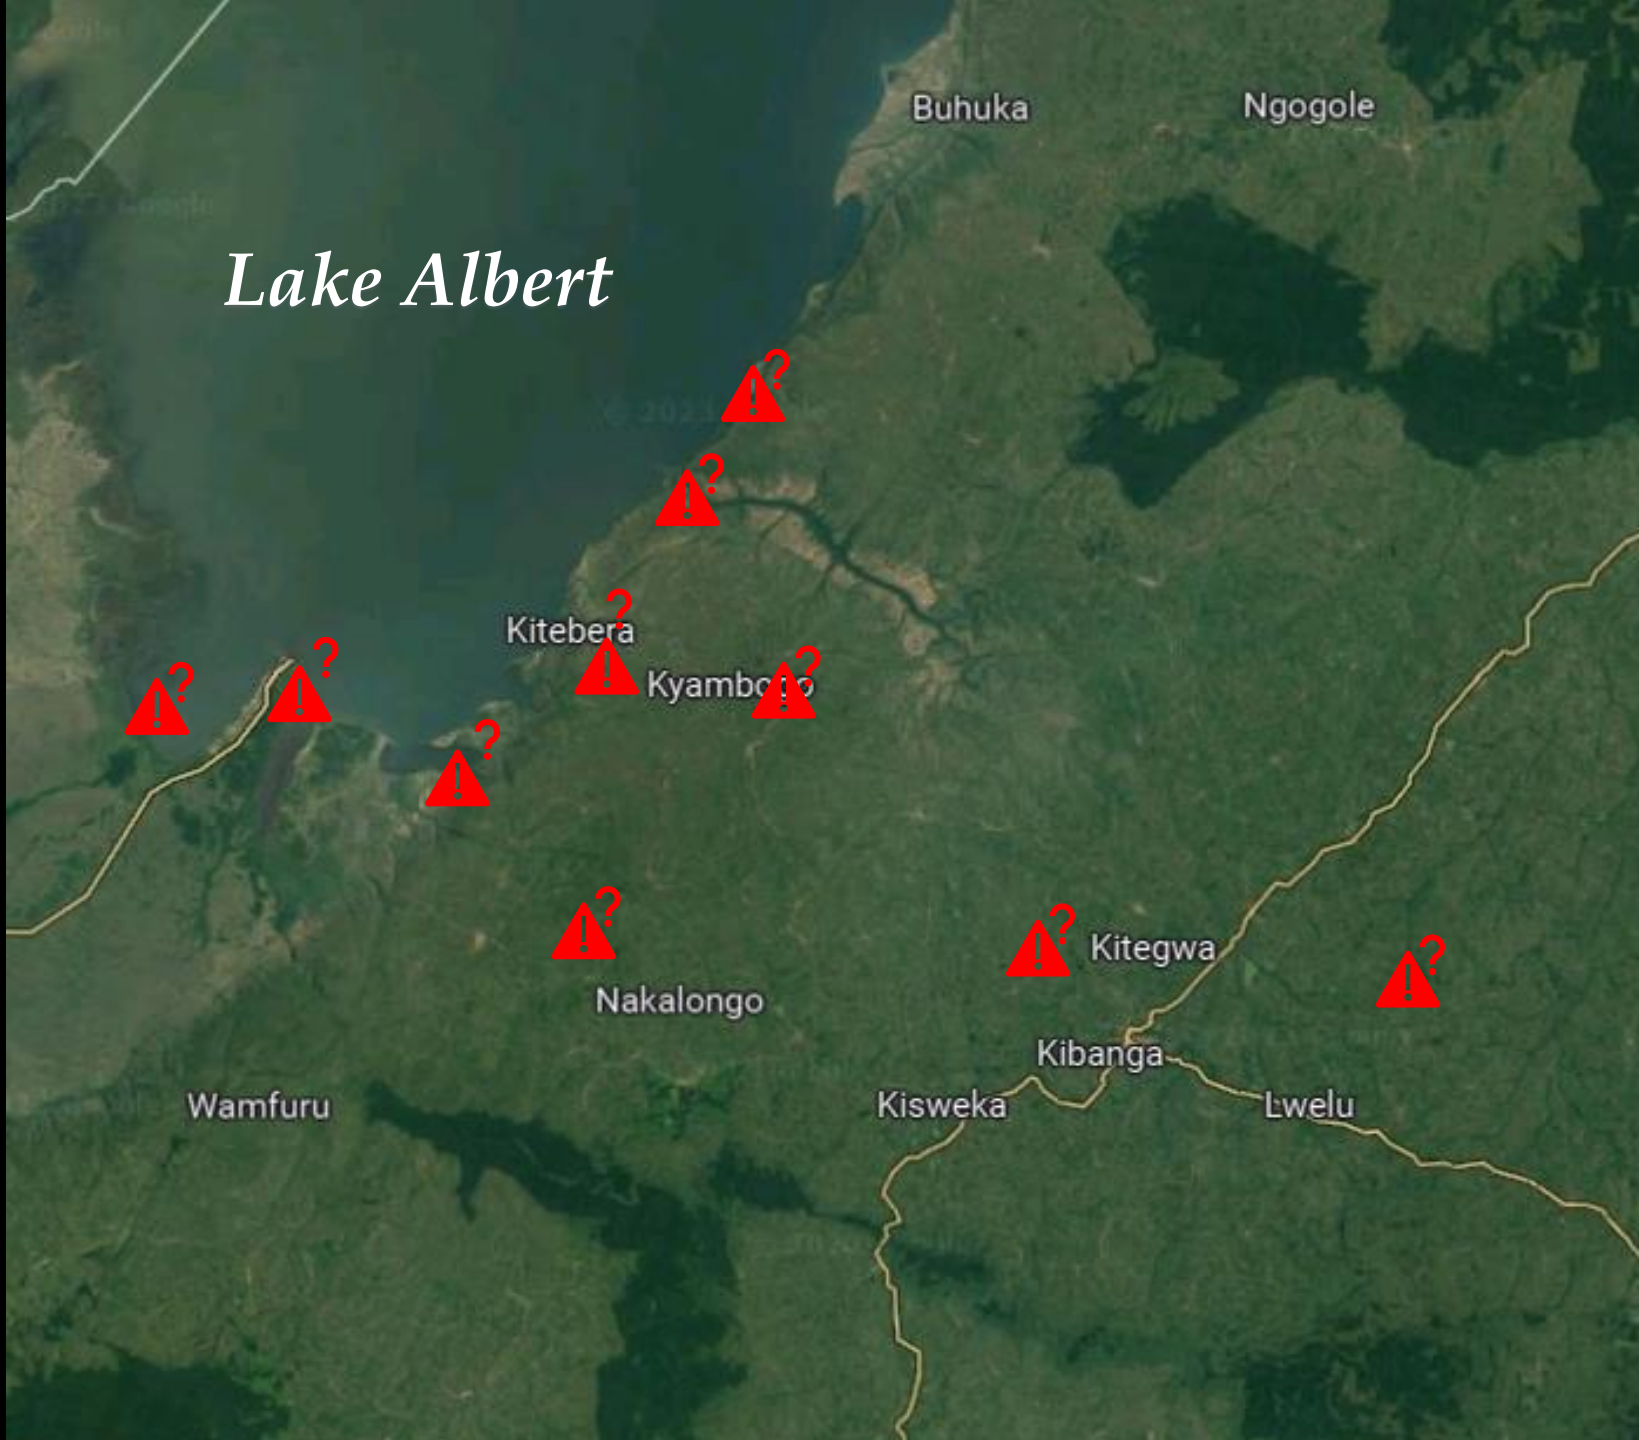 Buhuka
Ngogole
Lake Albert
?
?
Kitebera
?
Kyambogo
?
?
?
?
?
?
?
Kitegwa
Nakalongo
Kibanga
Wamfuru
Kisweka
Lwelu